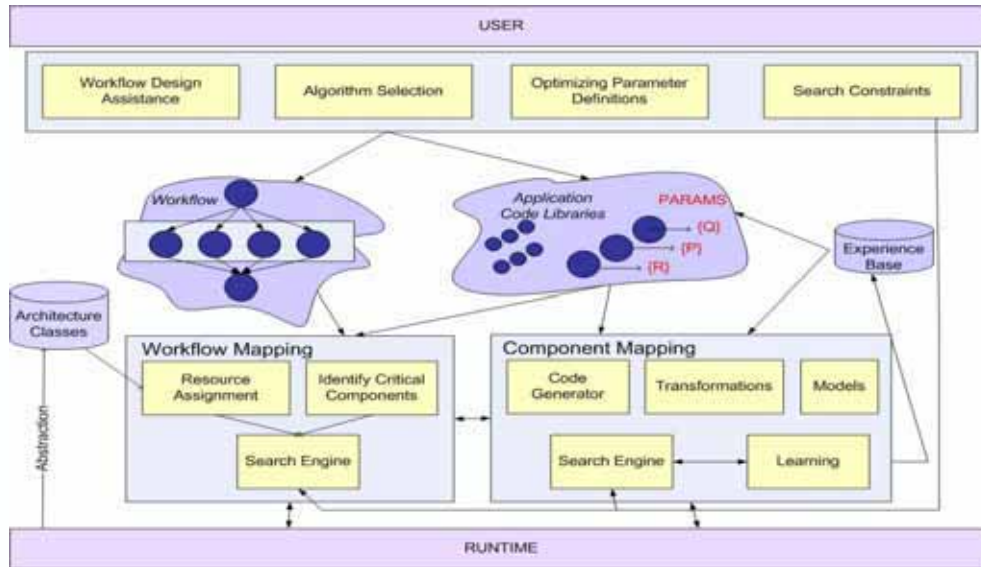 USER
Workflow Design
Assistance
Algorithm Selection
Optimizing Parameter
Definitions
Search Constraints
Workflow
Application
Code Libraries
PARAMS
{Q}
{P}
{R}
Experience
Base
Architecture
Classes
Abstraction
Workflow Mapping
Resource
Assignment
Identify Critical
Components
Search Engine
Component Mapping
Code
Generator
Transformations
Models
Search Engine
Learning
RUNTIME